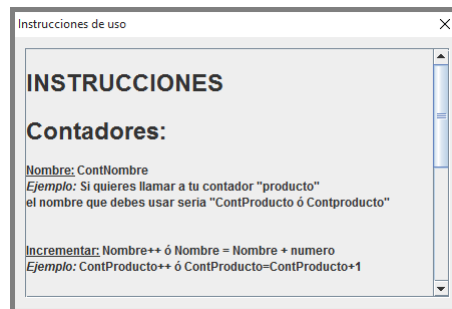 Instrucciones de uso
INSTRUCCIONES
Contadores:
Nombre: ContNombre
Ejemplo: Si quieres llamar a tu contador "producto"
el nombre que debes usar seria "ContProducto ó Contproducto"
Incrementar: Nombre++ ó Nombre = Nombre + numero
Ejemplo: ContProducto++ ó ContProducto=ContProducto+1